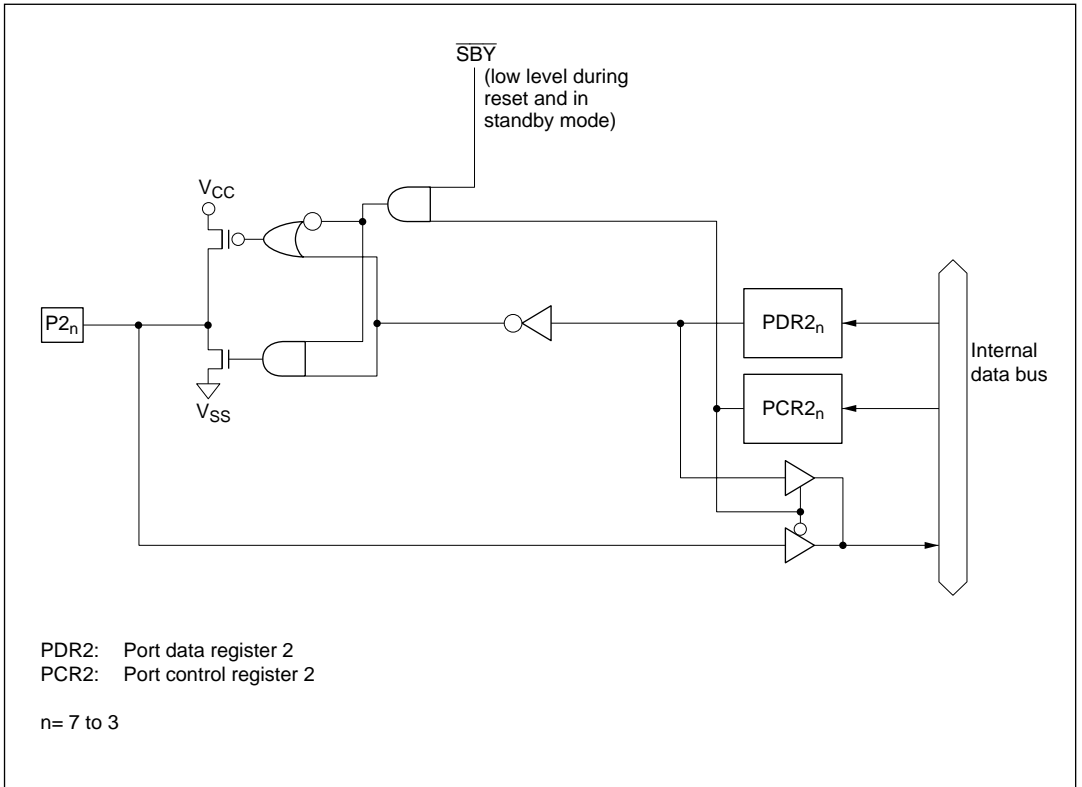 SBY
(low level during
reset and in
standby mode)
VCC
P2n
VSS
PDR2n
PCR2n
Internal
data bus
PDR2: Port data register 2
PCR2: Port control register 2
n= 7 to 3